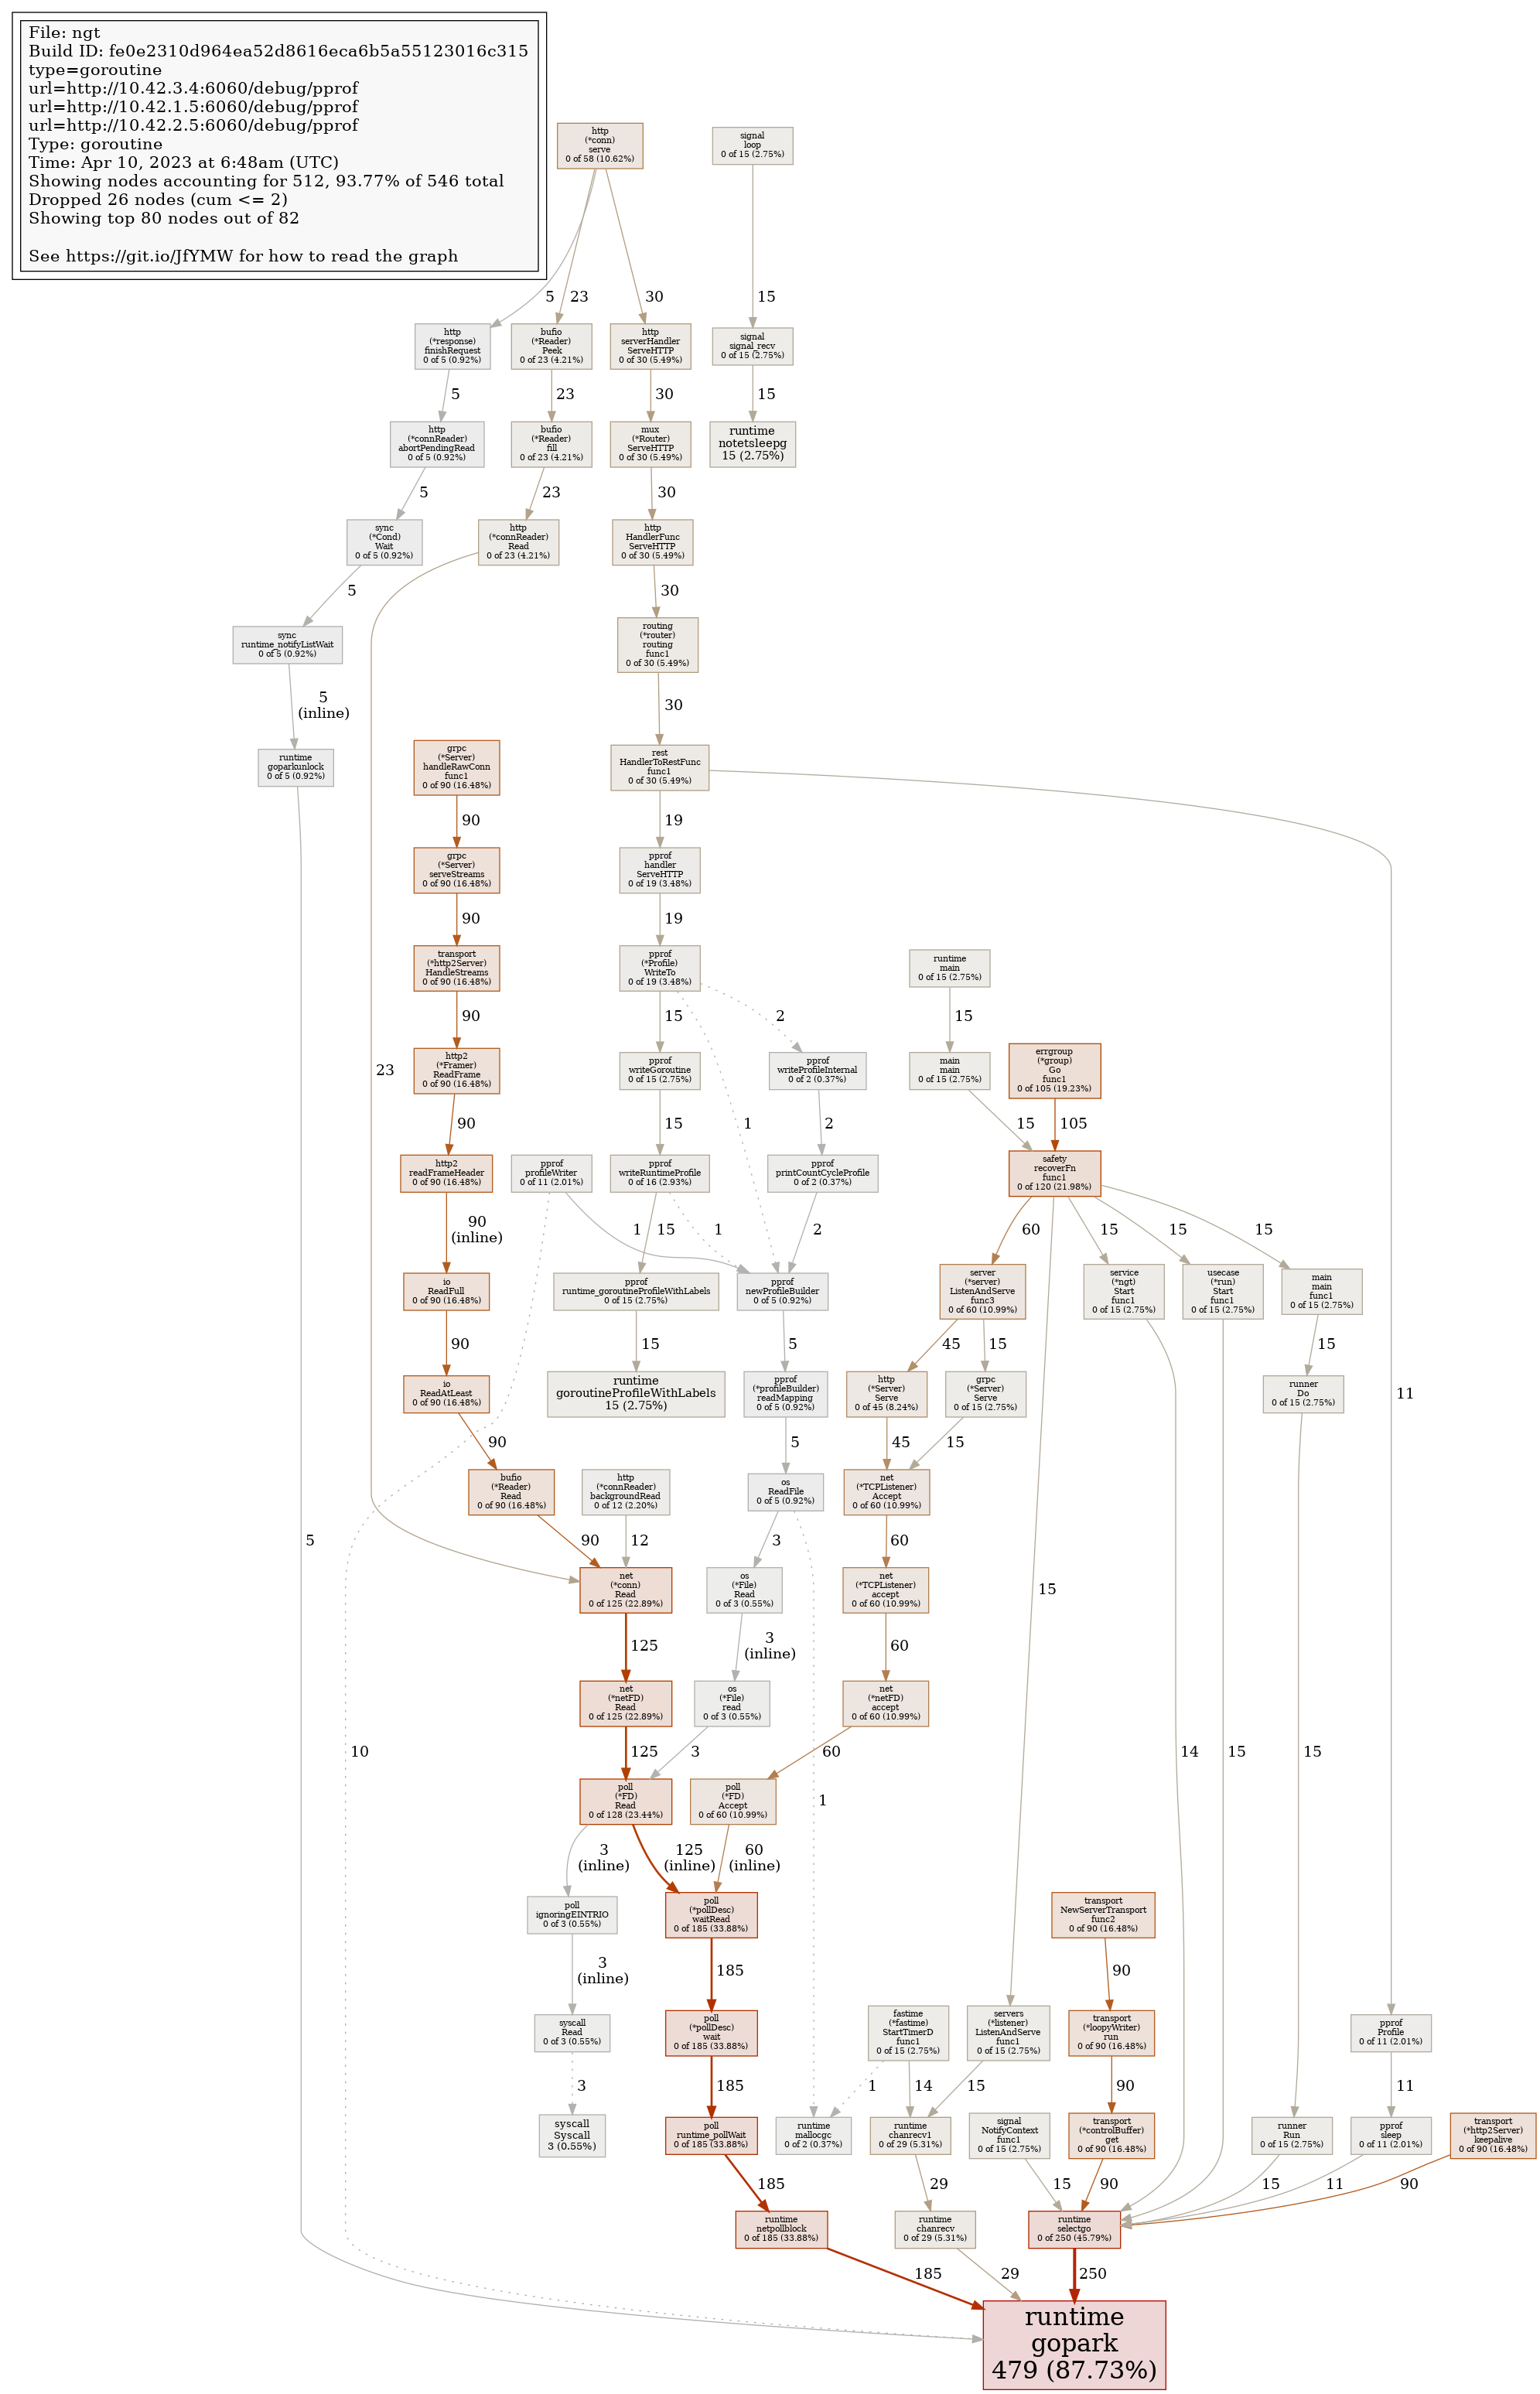 File: ngt
Build ID: fe0e2310d964ea52d8616eca6b5a55123016c315
type=goroutine
url=http://10.42.3.4:6060/debug/pprof
url=http://10.42.1.5:6060/debug/pprof
url=http://10.42.2.5:6060/debug/pprof
Type: goroutine
Time: Apr 10, 2023 at 6:48am (UTC)
Showing nodes accounting for 512, 93.77% of 546 total
Dropped 26 nodes (cum <= 2)
Showing top 80 nodes out of 82
See https://git.io/JfYMW for how to read the graph
http
(*conn)
serve
0 of 58 (10.62%)
signal
loop
0 of 15 (2.75%)
5
23
30
15
http
(*response)
finishRequest
0 of 5 (0.92%)
bufio
(*Reader)
Peek
0 of 23 (4.21%)
http
serverHandler
ServeHTTP
0 of 30 (5.49%)
signal
signal_recv
0 of 15 (2.75%)
5
23
30
15
http
(*connReader)
abortPendingRead
0 of 5 (0.92%)
bufio
(*Reader)
fill
0 of 23 (4.21%)
mux
(*Router)
ServeHTTP
0 of 30 (5.49%)
runtime
notetsleepg
15 (2.75%)
5
23
30
sync
(*Cond)
Wait
0 of 5 (0.92%)
http
(*connReader)
Read
0 of 23 (4.21%)
http
HandlerFunc
ServeHTTP
0 of 30 (5.49%)
5
30
sync
runtime_notifyListWait
0 of 5 (0.92%)
routing
(*router)
routing
func1
0 of 30 (5.49%)
5
(inline)
30
runtime
goparkunlock
0 of 5 (0.92%)
grpc
(*Server)
handleRawConn
func1
0 of 90 (16.48%)
rest
HandlerToRestFunc
func1
0 of 30 (5.49%)
90
19
grpc
(*Server)
serveStreams
0 of 90 (16.48%)
pprof
handler
ServeHTTP
0 of 19 (3.48%)
90
19
transport
(*http2Server)
HandleStreams
0 of 90 (16.48%)
pprof
(*Profile)
WriteTo
0 of 19 (3.48%)
runtime
main
0 of 15 (2.75%)
90
15
2
15
23
http2
(*Framer)
ReadFrame
0 of 90 (16.48%)
pprof
writeGoroutine
0 of 15 (2.75%)
pprof
writeProfileInternal
0 of 2 (0.37%)
main
main
0 of 15 (2.75%)
errgroup
(*group)
Go
func1
0 of 105 (19.23%)
90
15
1
2
15
105
http2
readFrameHeader
0 of 90 (16.48%)
pprof
profileWriter
0 of 11 (2.01%)
pprof
writeRuntimeProfile
0 of 16 (2.93%)
pprof
printCountCycleProfile
0 of 2 (0.37%)
safety
recoverFn
func1
0 of 120 (21.98%)
90
(inline)
1
15
1
2
60
15
15
15
io
ReadFull
0 of 90 (16.48%)
pprof
runtime_goroutineProfileWithLabels
0 of 15 (2.75%)
pprof
newProfileBuilder
0 of 5 (0.92%)
server
(*server)
ListenAndServe
func3
0 of 60 (10.99%)
service
(*ngt)
Start
func1
0 of 15 (2.75%)
usecase
(*run)
Start
func1
0 of 15 (2.75%)
main
main
func1
0 of 15 (2.75%)
90
15
5
45
15
15
io
ReadAtLeast
0 of 90 (16.48%)
runtime
goroutineProfileWithLabels
15 (2.75%)
pprof
(*profileBuilder)
readMapping
0 of 5 (0.92%)
http
(*Server)
Serve
0 of 45 (8.24%)
grpc
(*Server)
Serve
0 of 15 (2.75%)
runner
Do
0 of 15 (2.75%)
11
90
5
45
15
bufio
(*Reader)
Read
0 of 90 (16.48%)
http
(*connReader)
backgroundRead
0 of 12 (2.20%)
os
ReadFile
0 of 5 (0.92%)
net
(*TCPListener)
Accept
0 of 60 (10.99%)
5
90
12
3
60
net
(*conn)
Read
0 of 125 (22.89%)
os
(*File)
Read
0 of 3 (0.55%)
net
(*TCPListener)
accept
0 of 60 (10.99%)
15
125
3
(inline)
60
net
(*netFD)
Read
0 of 125 (22.89%)
os
(*File)
read
0 of 3 (0.55%)
net
(*netFD)
accept
0 of 60 (10.99%)
10
125
3
60
14
15
15
poll
(*FD)
Read
0 of 128 (23.44%)
poll
(*FD)
Accept
0 of 60 (10.99%)
1
3
(inline)
125
(inline)
60
(inline)
poll
ignoringEINTRIO
0 of 3 (0.55%)
poll
(*pollDesc)
waitRead
0 of 185 (33.88%)
transport
NewServerTransport
func2
0 of 90 (16.48%)
3
(inline)
185
90
syscall
Read
0 of 3 (0.55%)
poll
(*pollDesc)
wait
0 of 185 (33.88%)
fastime
(*fastime)
StartTimerD
func1
0 of 15 (2.75%)
servers
(*listener)
ListenAndServe
func1
0 of 15 (2.75%)
transport
(*loopyWriter)
run
0 of 90 (16.48%)
pprof
Profile
0 of 11 (2.01%)
3
185
1
14
15
90
11
syscall
Syscall
3 (0.55%)
poll
runtime_pollWait
0 of 185 (33.88%)
runtime
mallocgc
0 of 2 (0.37%)
runtime
chanrecv1
0 of 29 (5.31%)
signal
NotifyContext
func1
0 of 15 (2.75%)
transport
(*controlBuffer)
get
0 of 90 (16.48%)
runner
Run
0 of 15 (2.75%)
pprof
sleep
0 of 11 (2.01%)
transport
(*http2Server)
keepalive
0 of 90 (16.48%)
185
29
15
90
15
11
90
runtime
netpollblock
0 of 185 (33.88%)
runtime
chanrecv
0 of 29 (5.31%)
runtime
selectgo
0 of 250 (45.79%)
185
29
250
runtime
gopark
479 (87.73%)